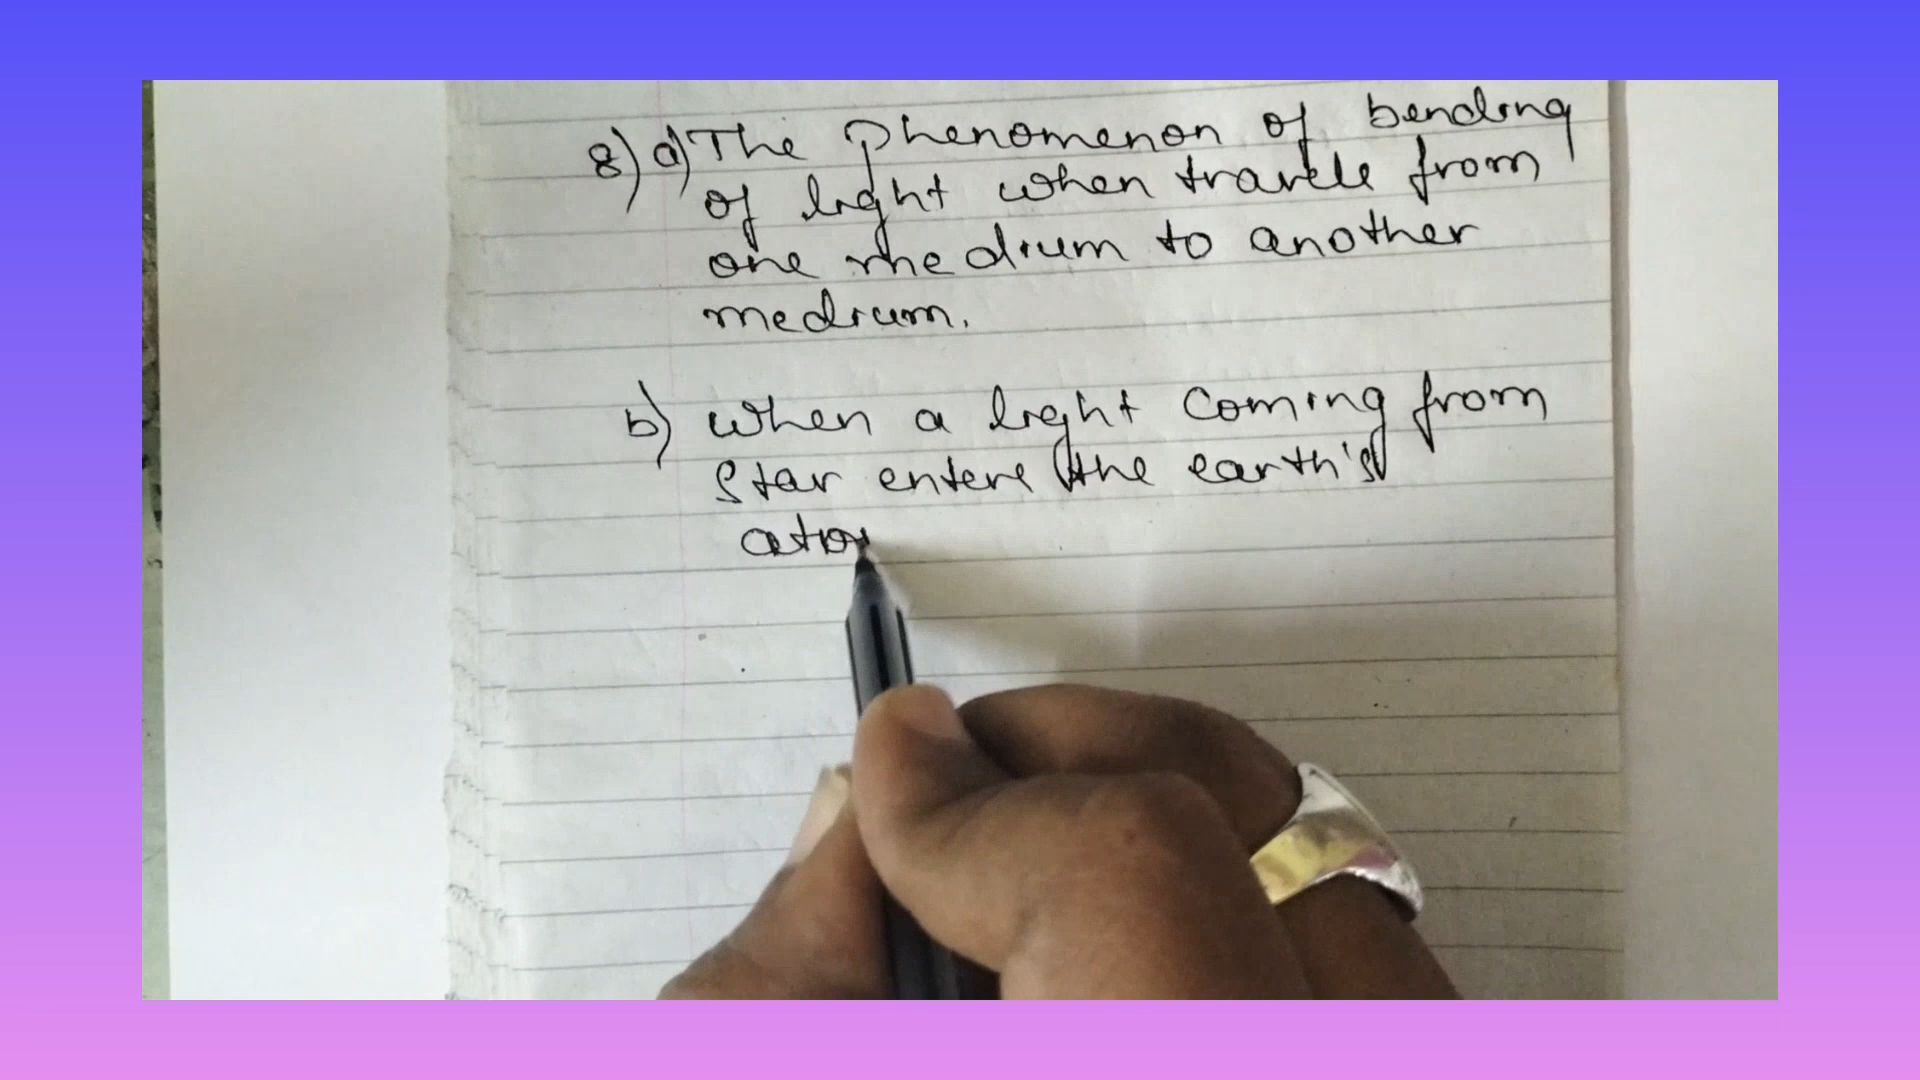 8) a) The phenomenon of bending
of light when travels from
one medium to another
medium.
b) When a light coming from
Star enters the earth's